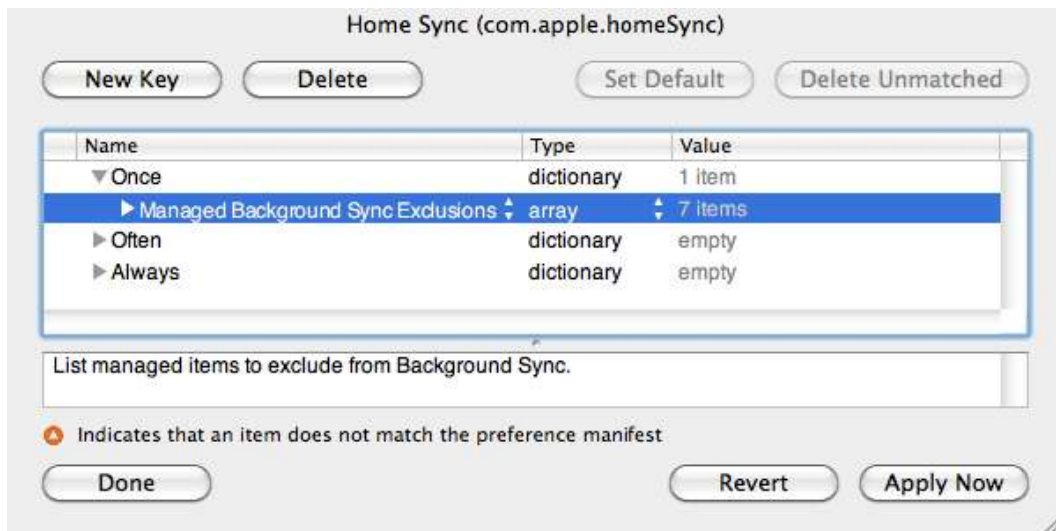 Home Sync (com.apple.homeSync)
New Key Delete Set Default Delete Unmatched
Name Type Value
Once dictionary 1 item
Managed Background Sync Exclusions array 7 items
Often dictionary empty
Always dictionary empty
List managed items to exclude from Background Sync.
Indicates that an item does not match the preference manifest
Done Revert Apply Now